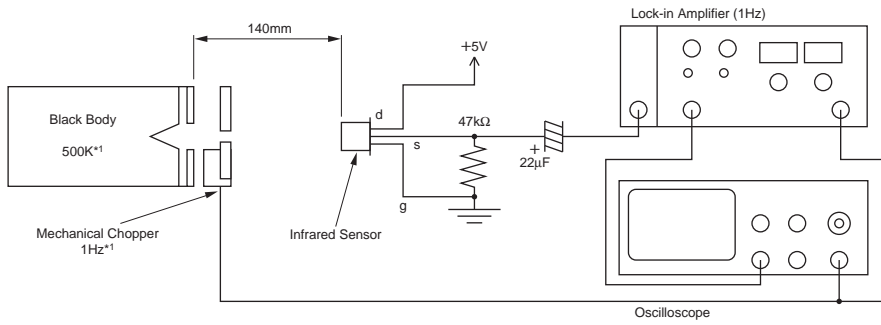 Lock-in Amplifier (1Hz)
140mm
+5V
Black Body
500K*1
d
s
g
47kΩ
+
22μF
Mechanical Chopper
1Hz*1
Infrared Sensor
Oscilloscope